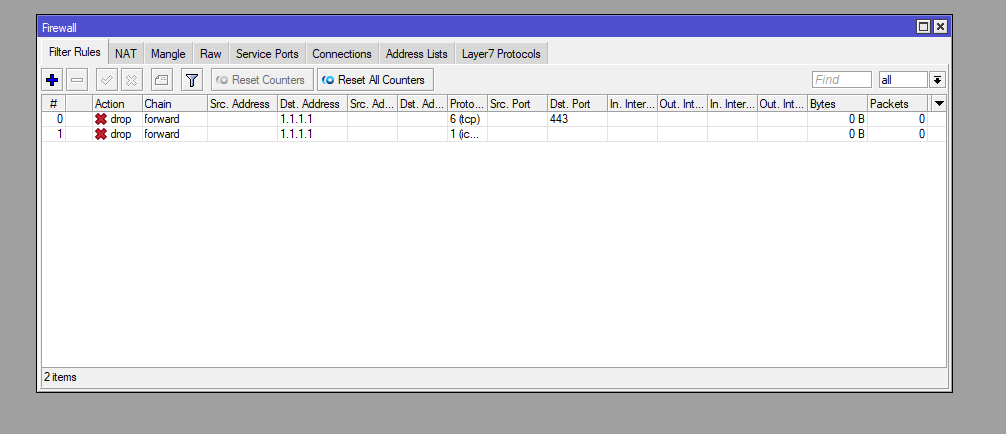 Firewall
Filter Rules NAT Mangle Raw Service Ports Connections Address Lists Layer7 Protocols
Reset Counters Reset All Counters Find all
# Action Chain Src. Address Dst. Address Src. Ad... Dst. Ad... Proto... Src. Port Dst. Port In. Inter... Out. Int... In. Inter... Out. Int... Bytes Packets
0 drop forward 1.1.1.1 6 (tcp) 443 0 B 0
1 drop forward 1.1.1.1 1 (ic... 0 B 0
2 items